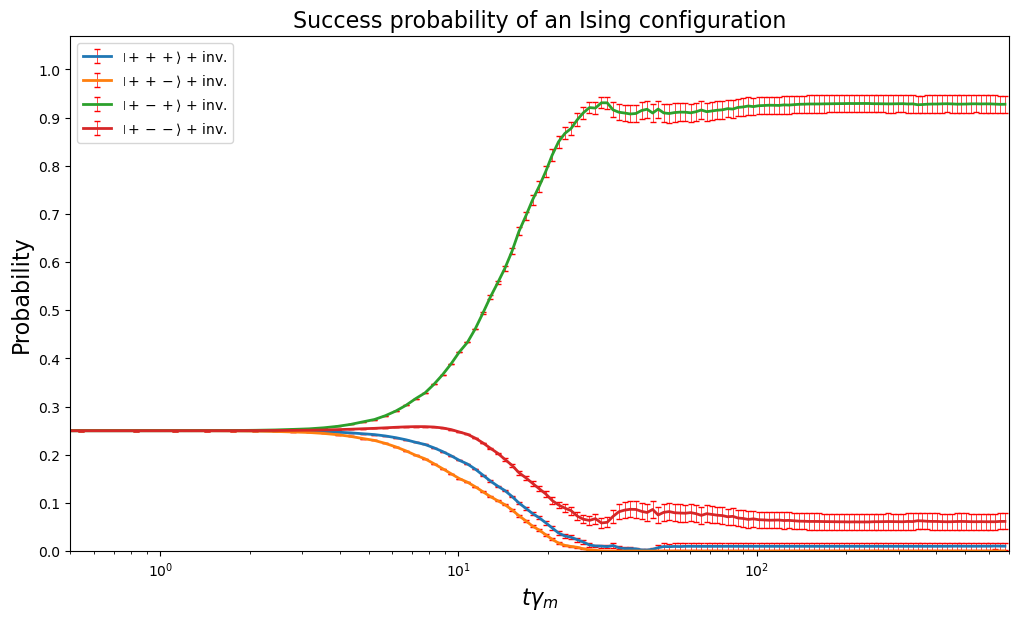 Success probability of an Ising configuration
|+ + +⟩ + inv.
|+ + −⟩ + inv.
|+ − +⟩ + inv.
|+ − −⟩ + inv.
Probability
1.0
0.9
0.8
0.7
0.6
0.5
0.4
0.3
0.2
0.1
0.0
10⁰
10¹
10²
tγₘ